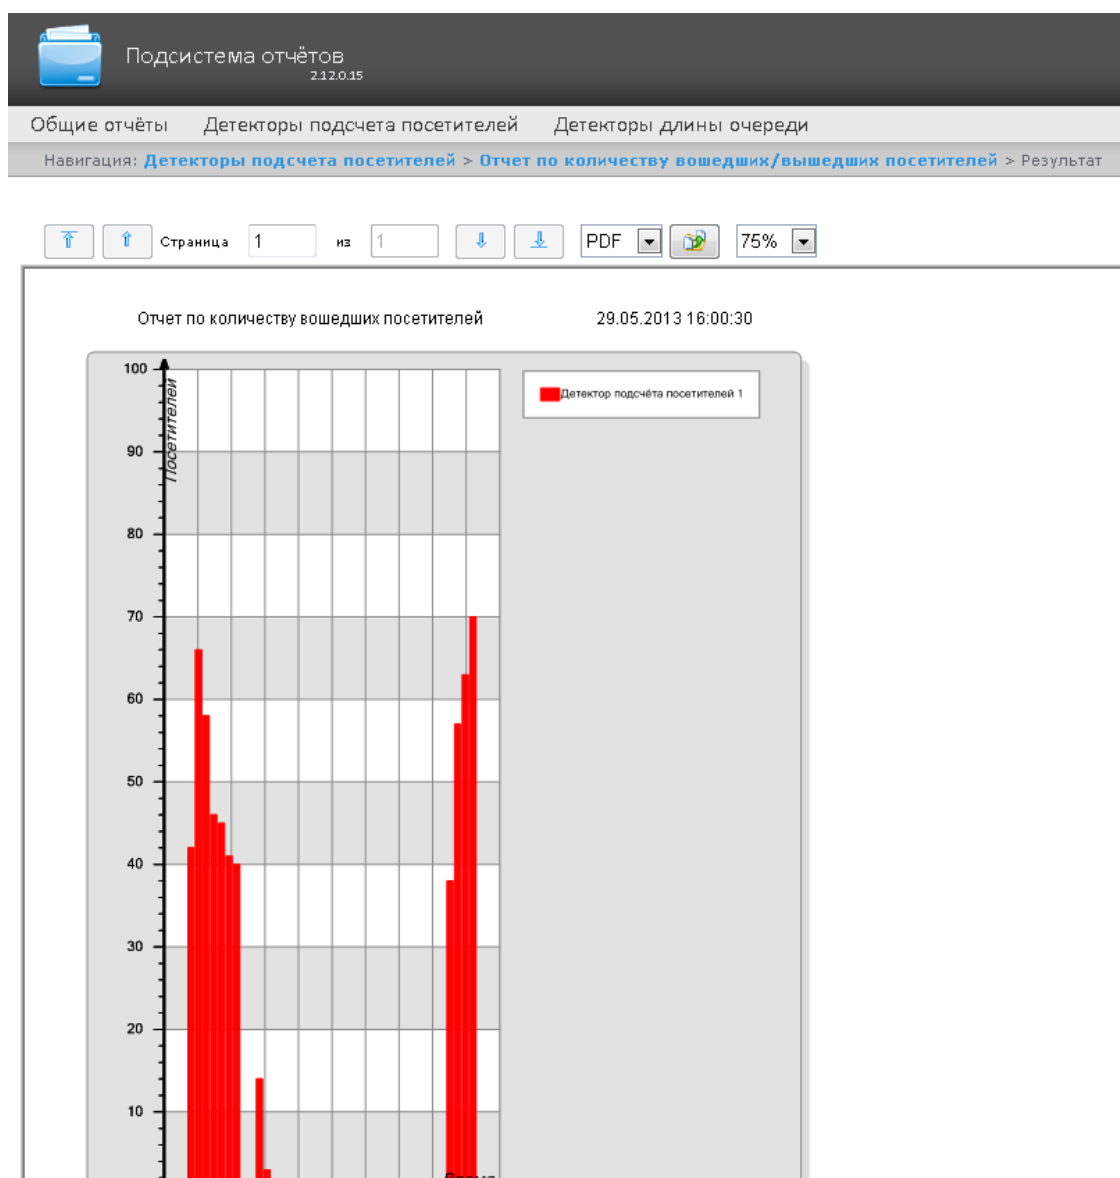 Подсистема отчётов
2.12.0.15
Общие отчёты Детекторы подсчета посетителей Детекторы длины очереди
Навигация: Детекторы подсчета посетителей > Отчет по количеству вошедших/вышедших посетителей > Результат
Страница 1 из 1 PDF 75%
Отчет по количеству вошедших посетителей 29.05.2013 16:00:30
100
Посетителей
Детектор подсчёта посетителей 1
90
80
70
60
50
40
30
20
10